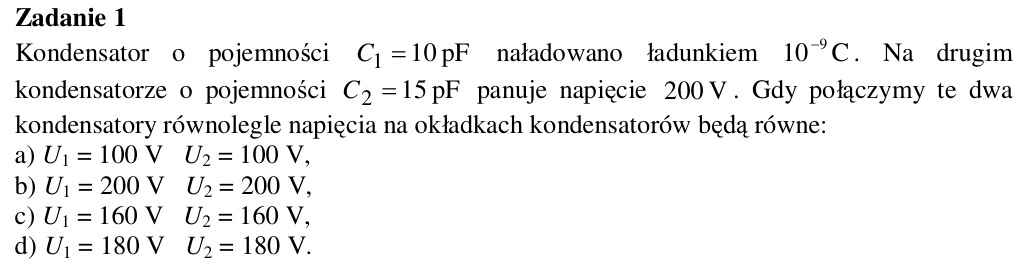 Zadanie 1
Kondensator o pojemności C₁ = 10 pF naładowano ładunkiem 10⁻⁹ C. Na drugim
kondensatorze o pojemności C₂ = 15 pF panuje napięcie 200 V. Gdy połączymy te dwa
kondensatory równolegle napięcia na okładkach kondensatorów będą równe:
a) U₁ = 100 V U₂ = 100 V,
b) U₁ = 200 V U₂ = 200 V,
c) U₁ = 160 V U₂ = 160 V,
d) U₁ = 180 V U₂ = 180 V.